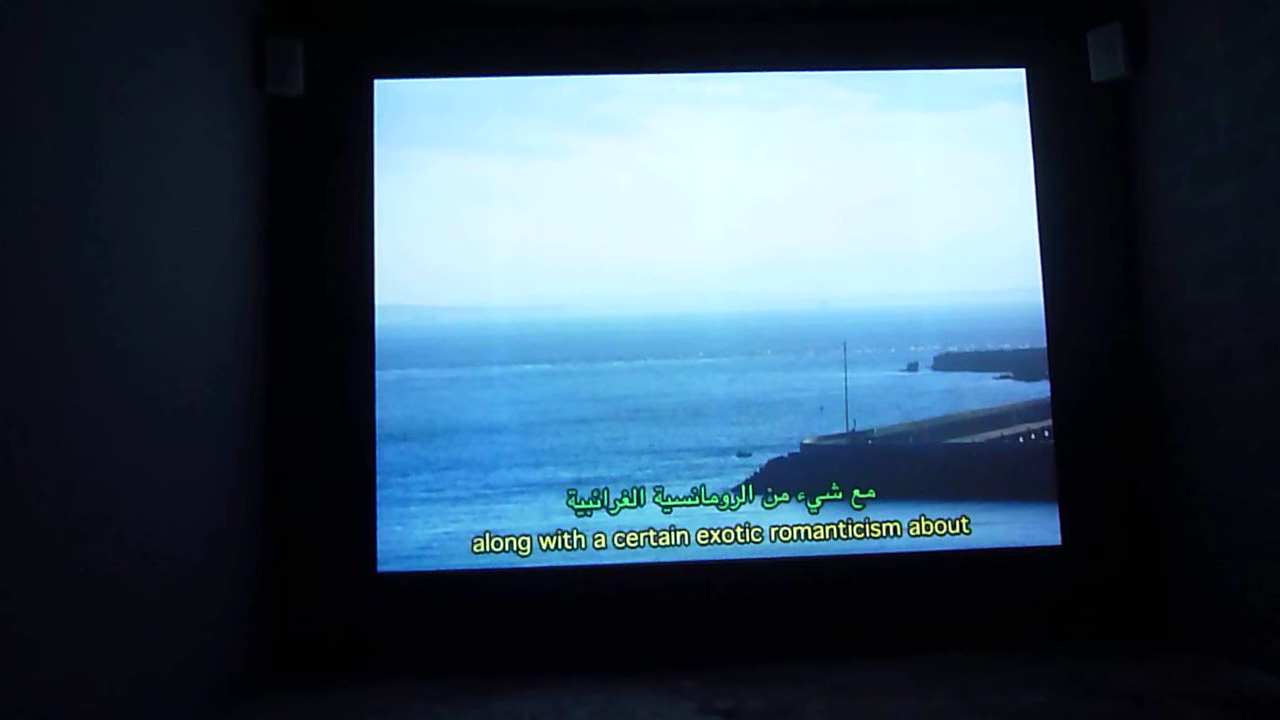 مع شيء من الرومانسية الغرائبية
along with a certain exotic romanticism about